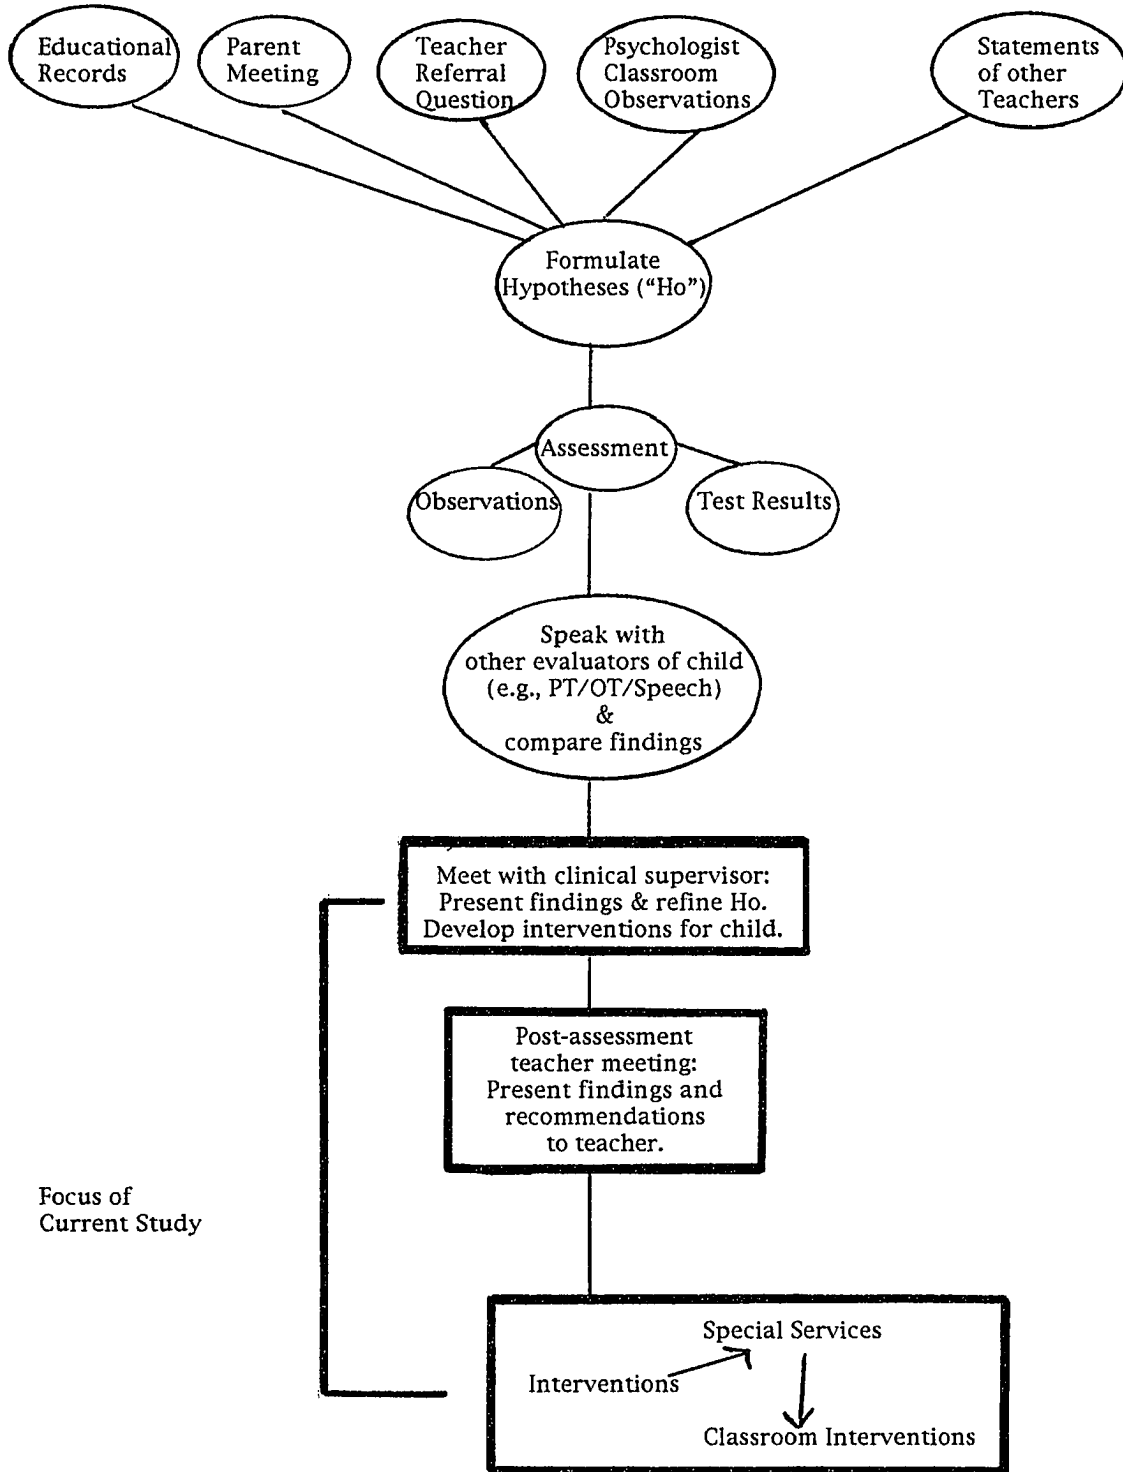 Educational
Records
Parent
Meeting
Teacher
Referral
Question
Psychologist
Classroom
Observations
Statements
of other
Teachers
Formulate
Hypotheses (“Ho”)
Assessment
Observations
Test Results
Speak with
other evaluators of child
(e.g., PT/OT/Speech)
&
compare findings
Meet with clinical supervisor:
Present findings & refine Ho.
Develop interventions for child.
Post-assessment
teacher meeting:
Present findings and
recommendations
to teacher.
Focus of
Current Study
Special Services
Interventions
Classroom Interventions